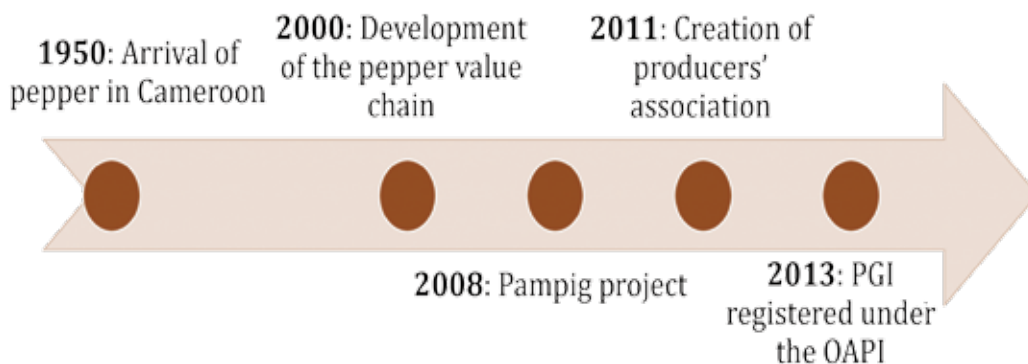 1950: Arrival of
pepper in Cameroon
2000: Development
of the pepper value
chain
2008: Pampig project
2011: Creation of
producers'
association
2013: PGI
registered under
the OAPI